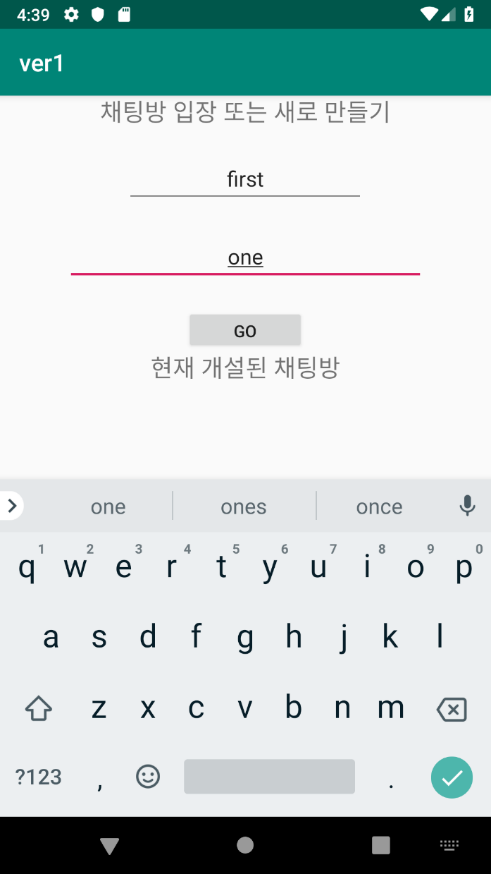 4:39
ver1
채팅방 입장 또는 새로 만들기
first
one
GO
현재 개설된 채팅방
one ones once
1 2 3 4 5 6 7 8 9 0
q w e r t y u i o p
a s d f g h j k l
z x c v b n m
?123 , .